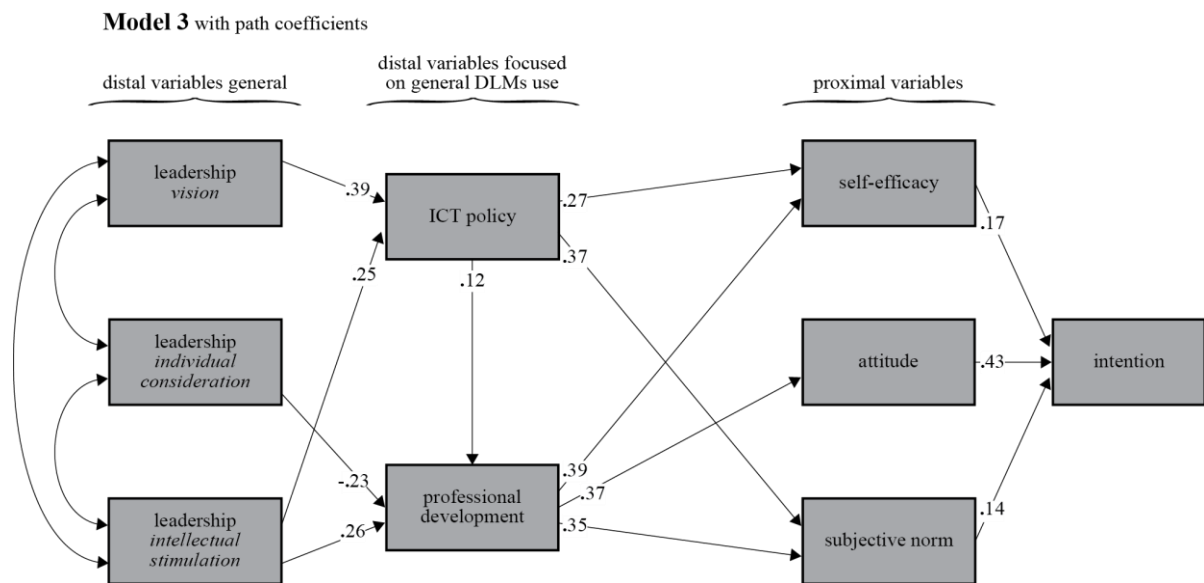 Model 3 with path coefficients
distal variables general
distal variables focused
on general DLMs use
proximal variables
leadership
vision
.39
ICT policy
.27
.37
self-efficacy
.17
.25
.12
leadership
individual
consideration
attitude
.43
intention
-.23
.39
.37
.35
professional
development
leadership
intellectual
stimulation
.26
subjective norm
.14